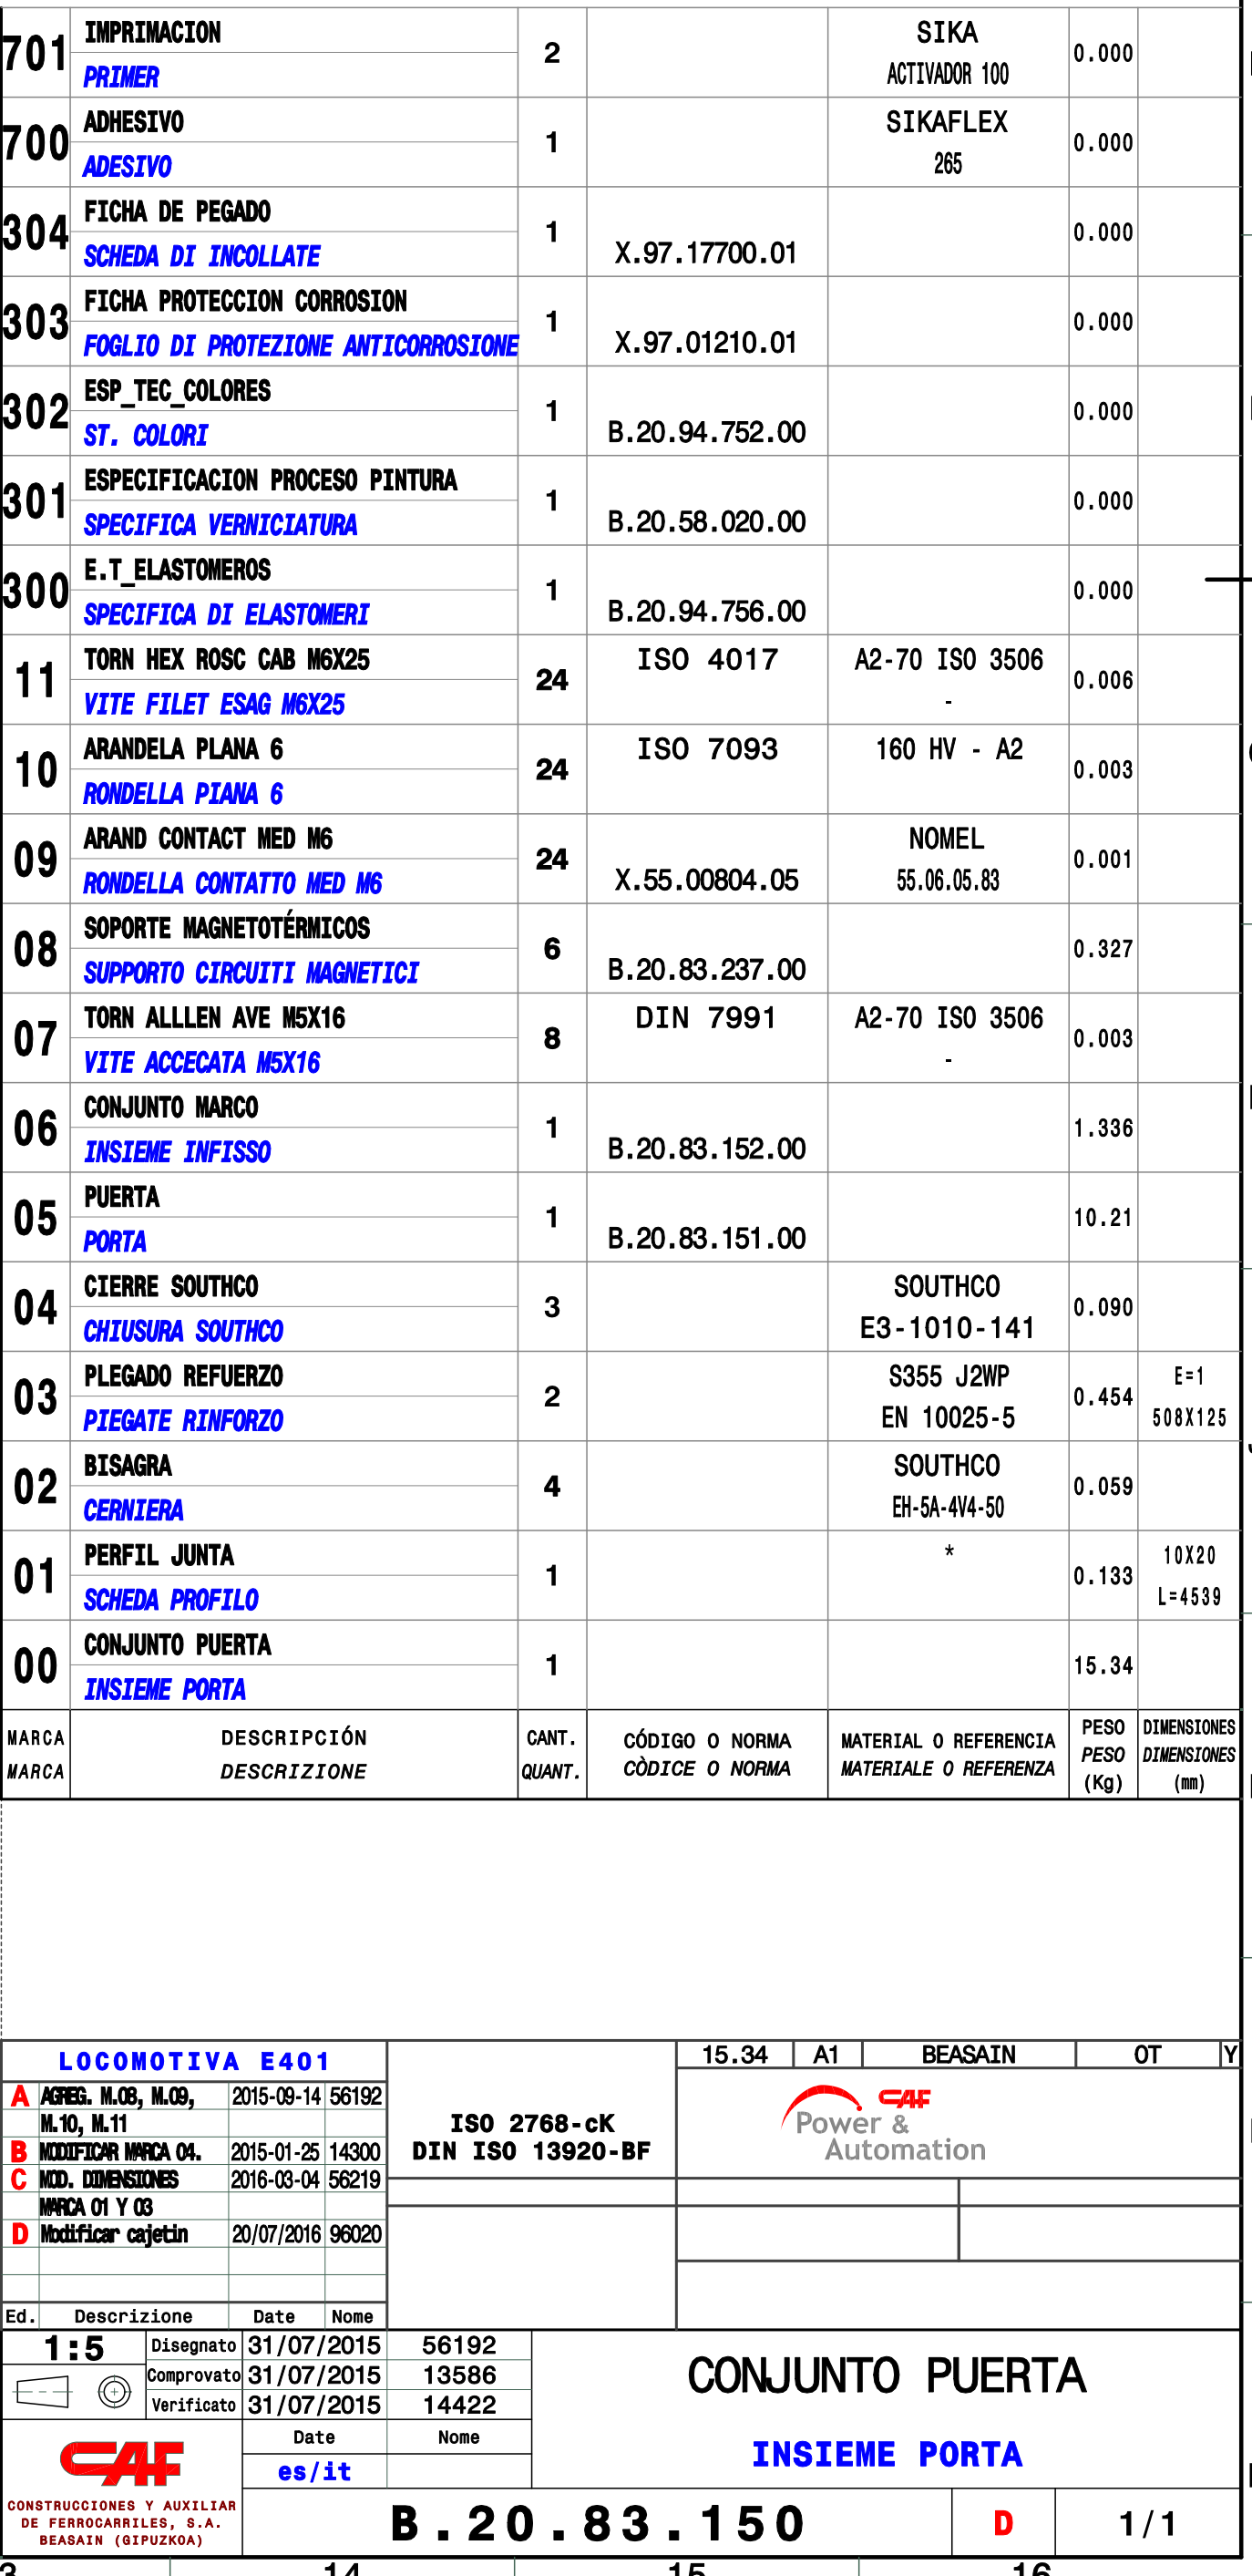 701 IMPRIMACION 2 SIKA 0.000
PRIMER ACTIVADOR 100
700 ADHESIVO 1 SIKAFLEX 0.000
ADESIVO 265
304 FICHA DE PEGADO 1 0.000
SCHEDA DI INCOLLATE X.97.17700.01
303 FICHA PROTECCION CORROSION 1 0.000
FOGLIO DI PROTEZIONE ANTICORROSIONE X.97.01210.01
302 ESP_TEC_COLORES 1 0.000
ST. COLORI B.20.94.752.00
301 ESPECIFICACION PROCESO PINTURA 1 0.000
SPECIFICA VERNICIATURA B.20.58.020.00
300 E.T_ELASTOMEROS 1 0.000
SPECIFICA DI ELASTOMERI B.20.94.756.00
11 TORN HEX ROSC CAB M6X25 24 ISO 4017 A2-70 ISO 3506 0.006
VITE FILET ESAG M6X25 -
10 ARANDELA PLANA 6 24 ISO 7093 160 HV - A2 0.003
RONDELLA PIANA 6
09 ARAND CONTACT MED M6 24 NOMEL 0.001
RONDELLA CONTATTO MED M6 X.55.00804.05 55.06.05.83
08 SOPORTE MAGNETOTÉRMICOS 6 0.327
SUPPORTO CIRCUITI MAGNETICI B.20.83.237.00
07 TORN ALLLEN AVE M5X16 8 DIN 7991 A2-70 ISO 3506 0.003
VITE ACCECATA M5X16 -
06 CONJUNTO MARCO 1 1.336
INSIEME INFISSO B.20.83.152.00
05 PUERTA 1 10.21
PORTA B.20.83.151.00
04 CIERRE SOUTHCO 3 SOUTHCO 0.090
CHIUSURA SOUTHCO E3-1010-141
03 PLEGADO REFUERZO 2 S355 J2WP 0.454 E=1
PIEGATE RINFORZO EN 10025-5 508X125
02 BISAGRA 4 SOUTHCO 0.059
CERNIERA EH-5A-4V4-50
01 PERFIL JUNTA 1 * 0.133 10X20
SCHEDA PROFILO L=4539
00 CONJUNTO PUERTA 1 15.34
INSIEME PORTA
MARCA DESCRIPCIÓN CANT. CÓDIGO O NORMA MATERIAL O REFERENCIA PESO DIMENSIONES
MARCA DESCRIZIONE QUANT. CÒDICE O NORMA MATERIALE O REFERENZA PESO DIMENSIONES
(Kg) (mm)
LOCOMOTIVA E401
15.34 A1 BEASAIN OT Y
A AGREG. M.08, M.09, 2015-09-14 56192
M.10, M.11
B MODIFICAR MARCA 04. 2015-01-25 14300
C MOD. DIMENSIONES 2016-03-04 56219
MARCA 01 Y 03
D Modificar cajetin 20/07/2016 96020
Ed. Descrizione Date Nome
ISO 2768-cK
DIN ISO 13920-BF
CAF
Power &
Automation
1:5
Disegnato 31/07/2015 56192
Comprovato 31/07/2015 13586
Verificato 31/07/2015 14422
Date Nome
es/it
CONJUNTO PUERTA
INSIEME PORTA
CAF
CONSTRUCCIONES Y AUXILIAR
DE FERROCARRILES, S.A.
BEASAIN (GIPUZKOA)
B.20.83.150 D 1/1
14 15 16